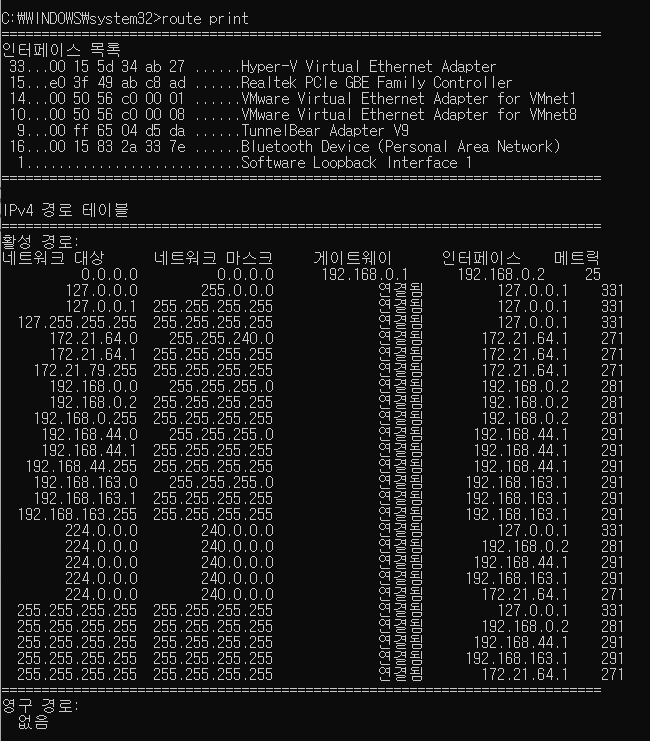 C:\WINDOWS\system32>route print
===========================================================================
인터페이스 목록
33...00 15 5d 34 ab 27 ......Hyper-V Virtual Ethernet Adapter
15...e0 3f 49 ab c8 ad ......Realtek PCIe GBE Family Controller
14...00 50 56 c0 00 01 ......VMware Virtual Ethernet Adapter for VMnet1
10...00 50 56 c0 00 08 ......VMware Virtual Ethernet Adapter for VMnet8
9...00 ff 65 04 d5 da ......TunnelBear Adapter V9
16...00 15 83 2a 33 7e ......Bluetooth Device (Personal Area Network)
1...........................Software Loopback Interface 1
===========================================================================
IPv4 경로 테이블
===========================================================================
활성 경로:
네트워크 대상 네트워크 마스크 게이트웨이 인터페이스 메트릭
0.0.0.0 0.0.0.0 192.168.0.1 192.168.0.2 25
127.0.0.0 255.0.0.0 연결됨 127.0.0.1 331
127.0.0.1 255.255.255.255 연결됨 127.0.0.1 331
127.255.255.255 255.255.255.255 연결됨 127.0.0.1 331
172.21.64.0 255.255.240.0 연결됨 172.21.64.1 271
172.21.64.1 255.255.255.255 연결됨 172.21.64.1 271
172.21.79.255 255.255.255.255 연결됨 172.21.64.1 271
192.168.0.0 255.255.255.0 연결됨 192.168.0.2 281
192.168.0.2 255.255.255.255 연결됨 192.168.0.2 281
192.168.0.255 255.255.255.255 연결됨 192.168.0.2 281
192.168.44.0 255.255.255.0 연결됨 192.168.44.1 291
192.168.44.1 255.255.255.255 연결됨 192.168.44.1 291
192.168.44.255 255.255.255.255 연결됨 192.168.44.1 291
192.168.163.0 255.255.255.0 연결됨 192.168.163.1 291
192.168.163.1 255.255.255.255 연결됨 192.168.163.1 291
192.168.163.255 255.255.255.255 연결됨 192.168.163.1 291
224.0.0.0 240.0.0.0 연결됨 127.0.0.1 331
224.0.0.0 240.0.0.0 연결됨 192.168.0.2 281
224.0.0.0 240.0.0.0 연결됨 192.168.44.1 291
224.0.0.0 240.0.0.0 연결됨 192.168.163.1 291
224.0.0.0 240.0.0.0 연결됨 172.21.64.1 271
255.255.255.255 255.255.255.255 연결됨 127.0.0.1 331
255.255.255.255 255.255.255.255 연결됨 192.168.0.2 281
255.255.255.255 255.255.255.255 연결됨 192.168.44.1 291
255.255.255.255 255.255.255.255 연결됨 192.168.163.1 291
255.255.255.255 255.255.255.255 연결됨 172.21.64.1 271
===========================================================================
영구 경로:
없음